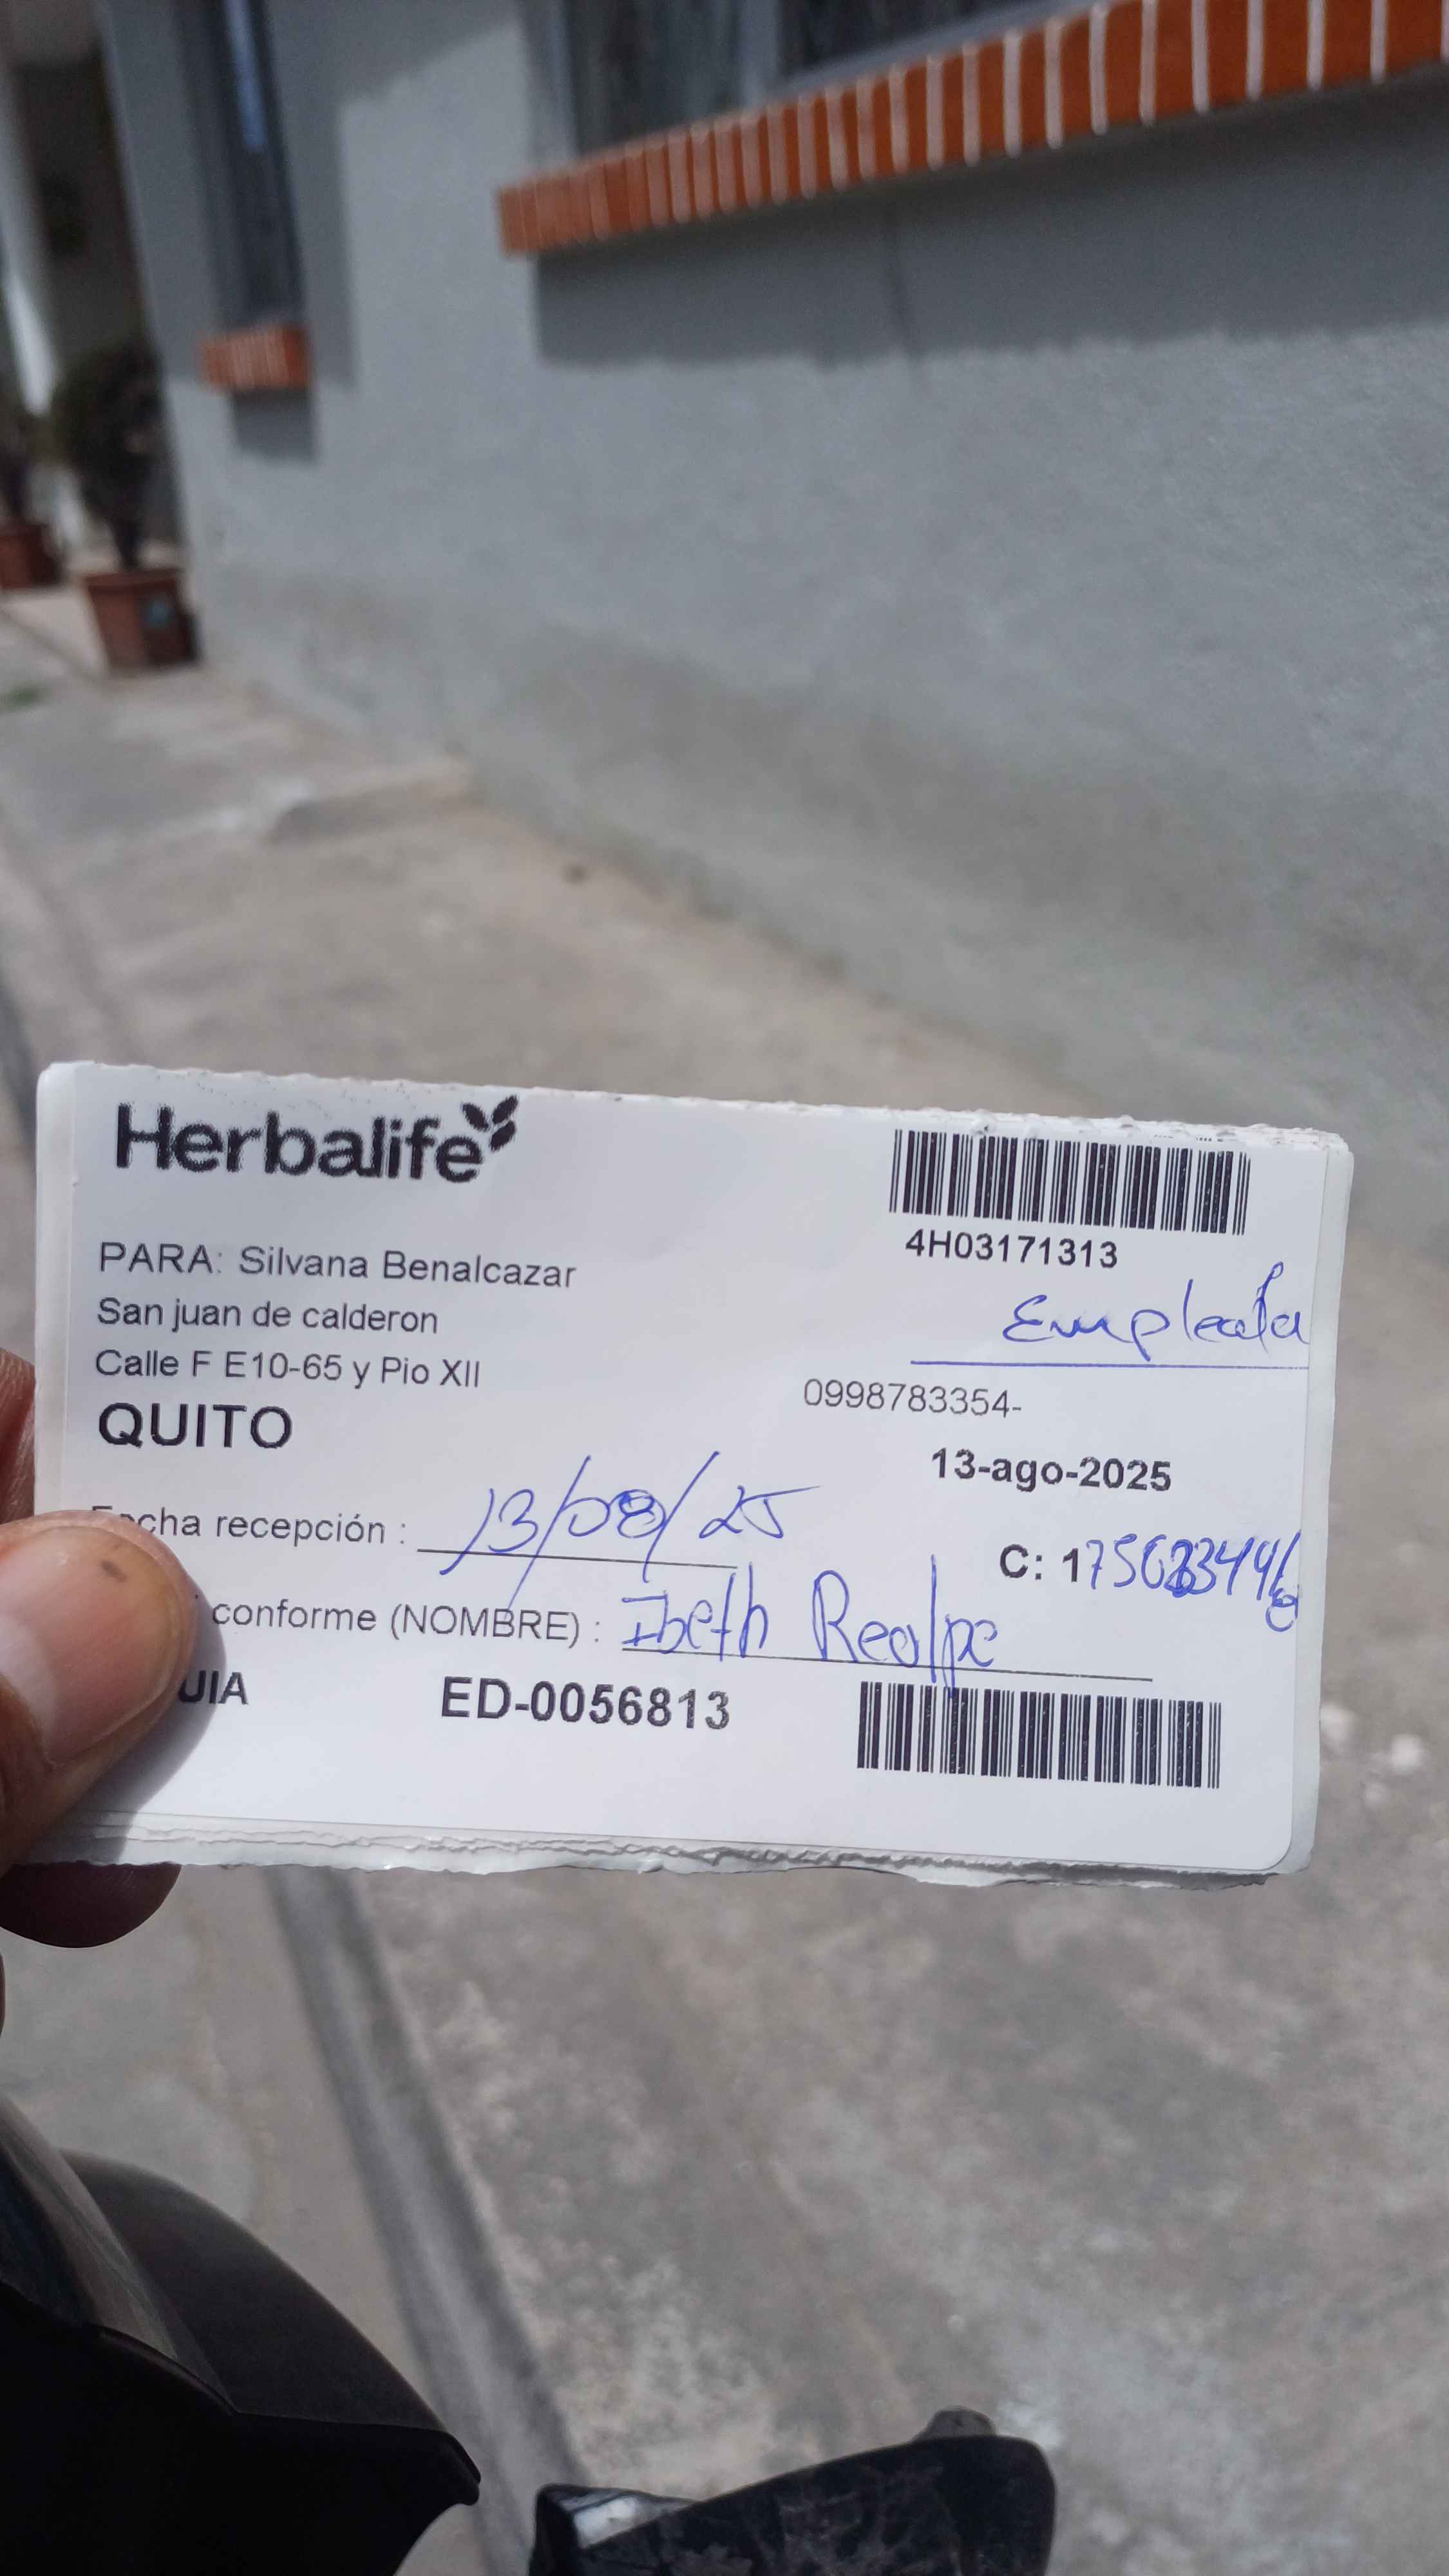 Herbalife
4H03171313
PARA: Silvana Benalcazar
San juan de calderon
Calle F E10-65 y Pio XII
QUITO
Empleada
0998783354-
13-ago-2025
cha recepción : 13/08/25
C:
conforme (NOMBRE) : Ibeth Realpe
UIA ED-0056813